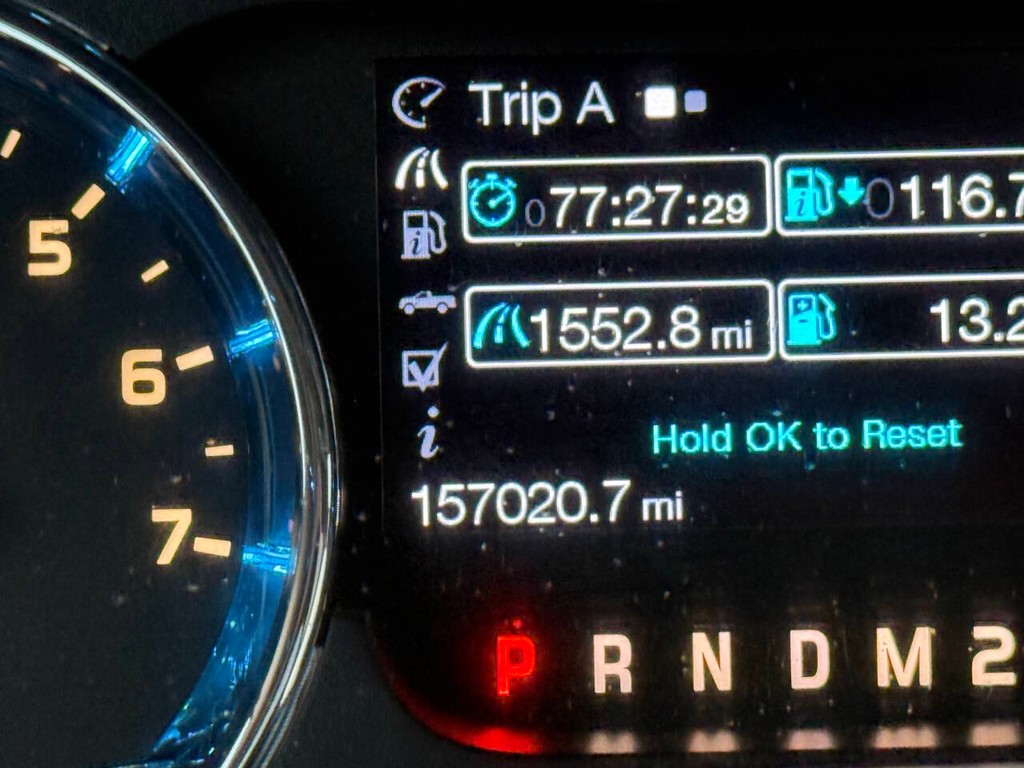 Trip A
077:27:29 0116.7
1552.8 mi 13.2
Hold OK to Reset
157020.7 mi
5
6
7
P R N D M 2